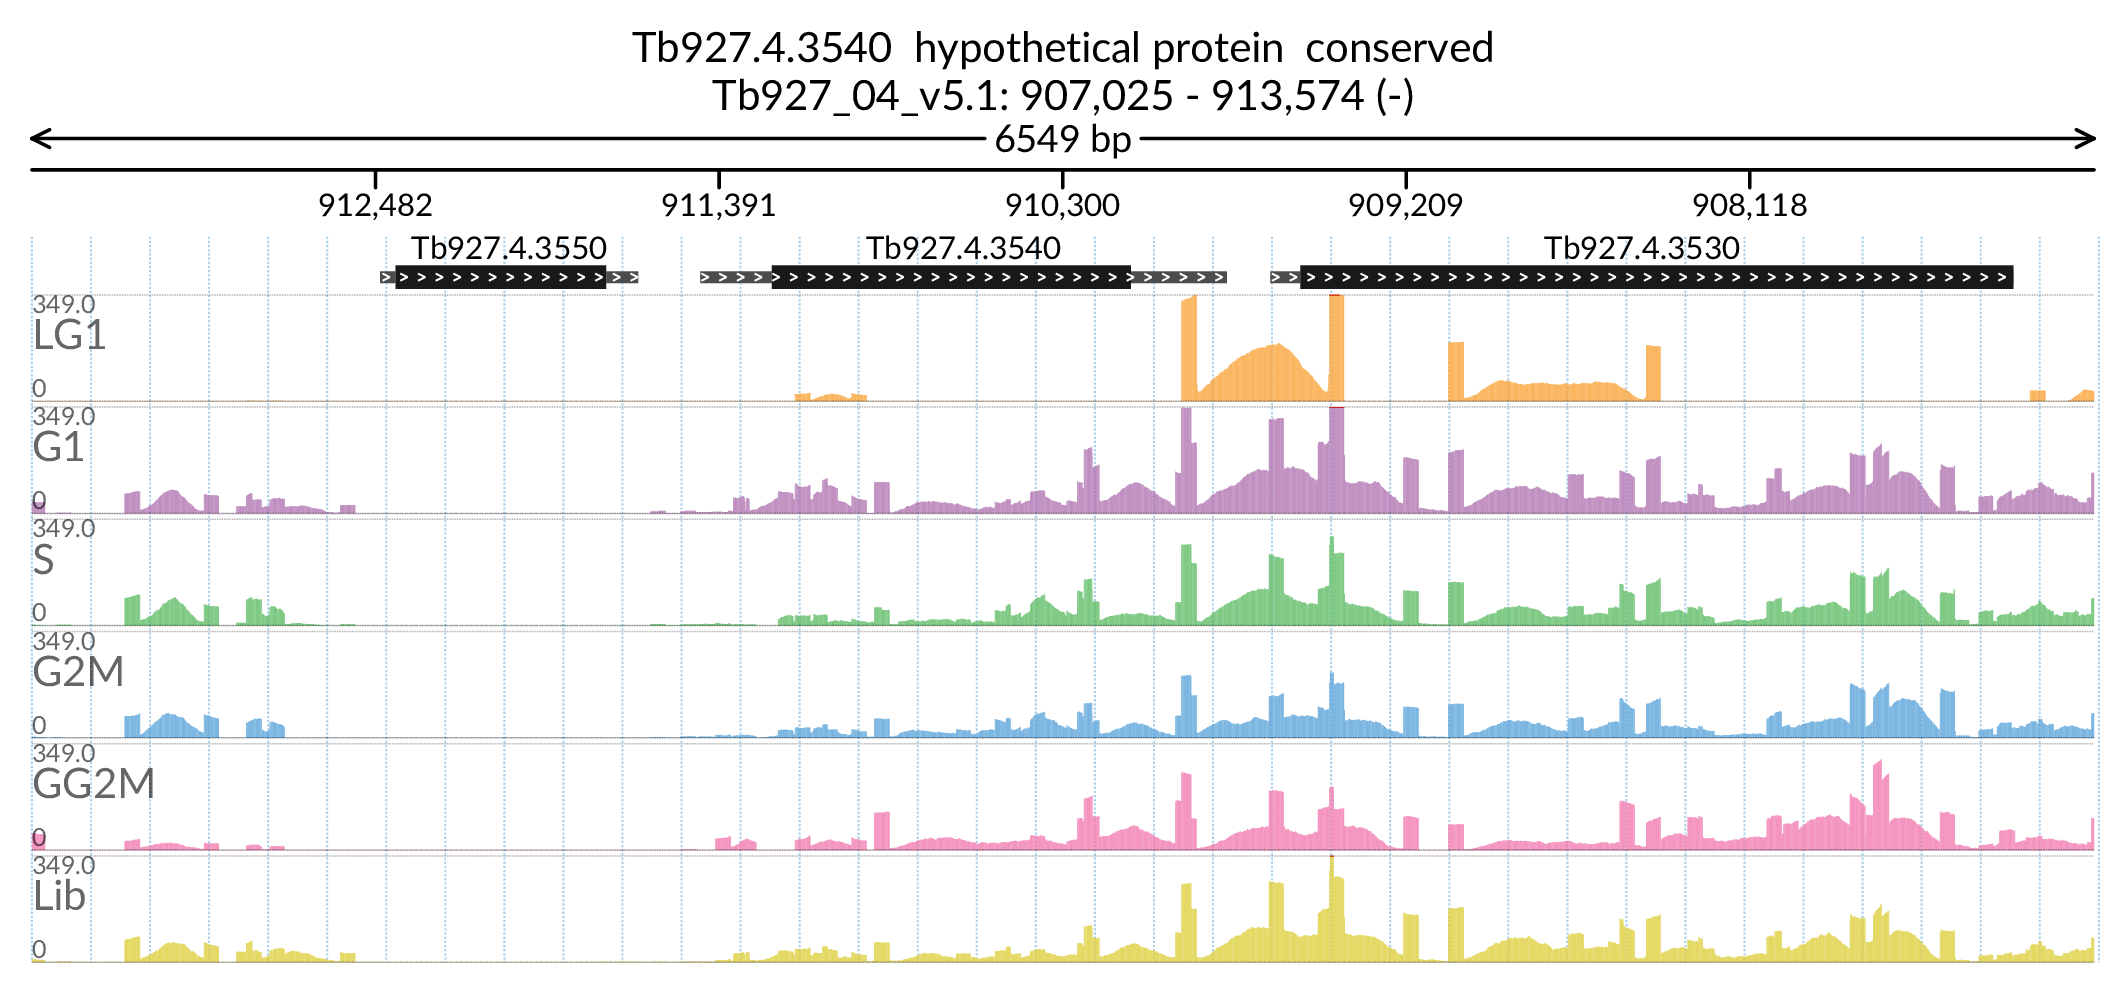 Tb927.4.3540  hypothetical protein  conserved
Tb927_04_v5.1: 907,025 - 913,574 (-)
6549 bp
912,482 911,391 910,300 909,209 908,118
Tb927.4.3550 Tb927.4.3540 Tb927.4.3530
349.0
LG1
0
349.0
G1
0
349.0
S
0
349.0
G2M
0
349.0
GG2M
0
349.0
Lib
0